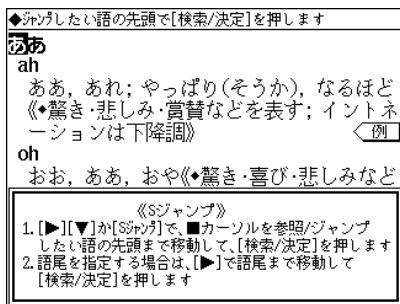 ◆ｼﾞｬﾝﾌﾟしたい語の先頭で[検索/決定]を押します
ああ
ah
ああ, あれ; やっぱり(そうか), なるほど
《◆驚き·悲しみ·賞賛などを表す; イントネ
ーションは下降調》 例
oh
おお, ああ, おや《◆驚き·喜び·悲しみなど
《Sジャンプ》
1. [▶][▼]か[Sｼﾞｬﾝﾌﾟ]で、■カーソルを参照/ジャンプ
したい語の先頭まで移動して、[検索/決定]を押します
2. 語尾を指定する場合は、[▶]で語尾まで移動して
[検索/決定]を押します